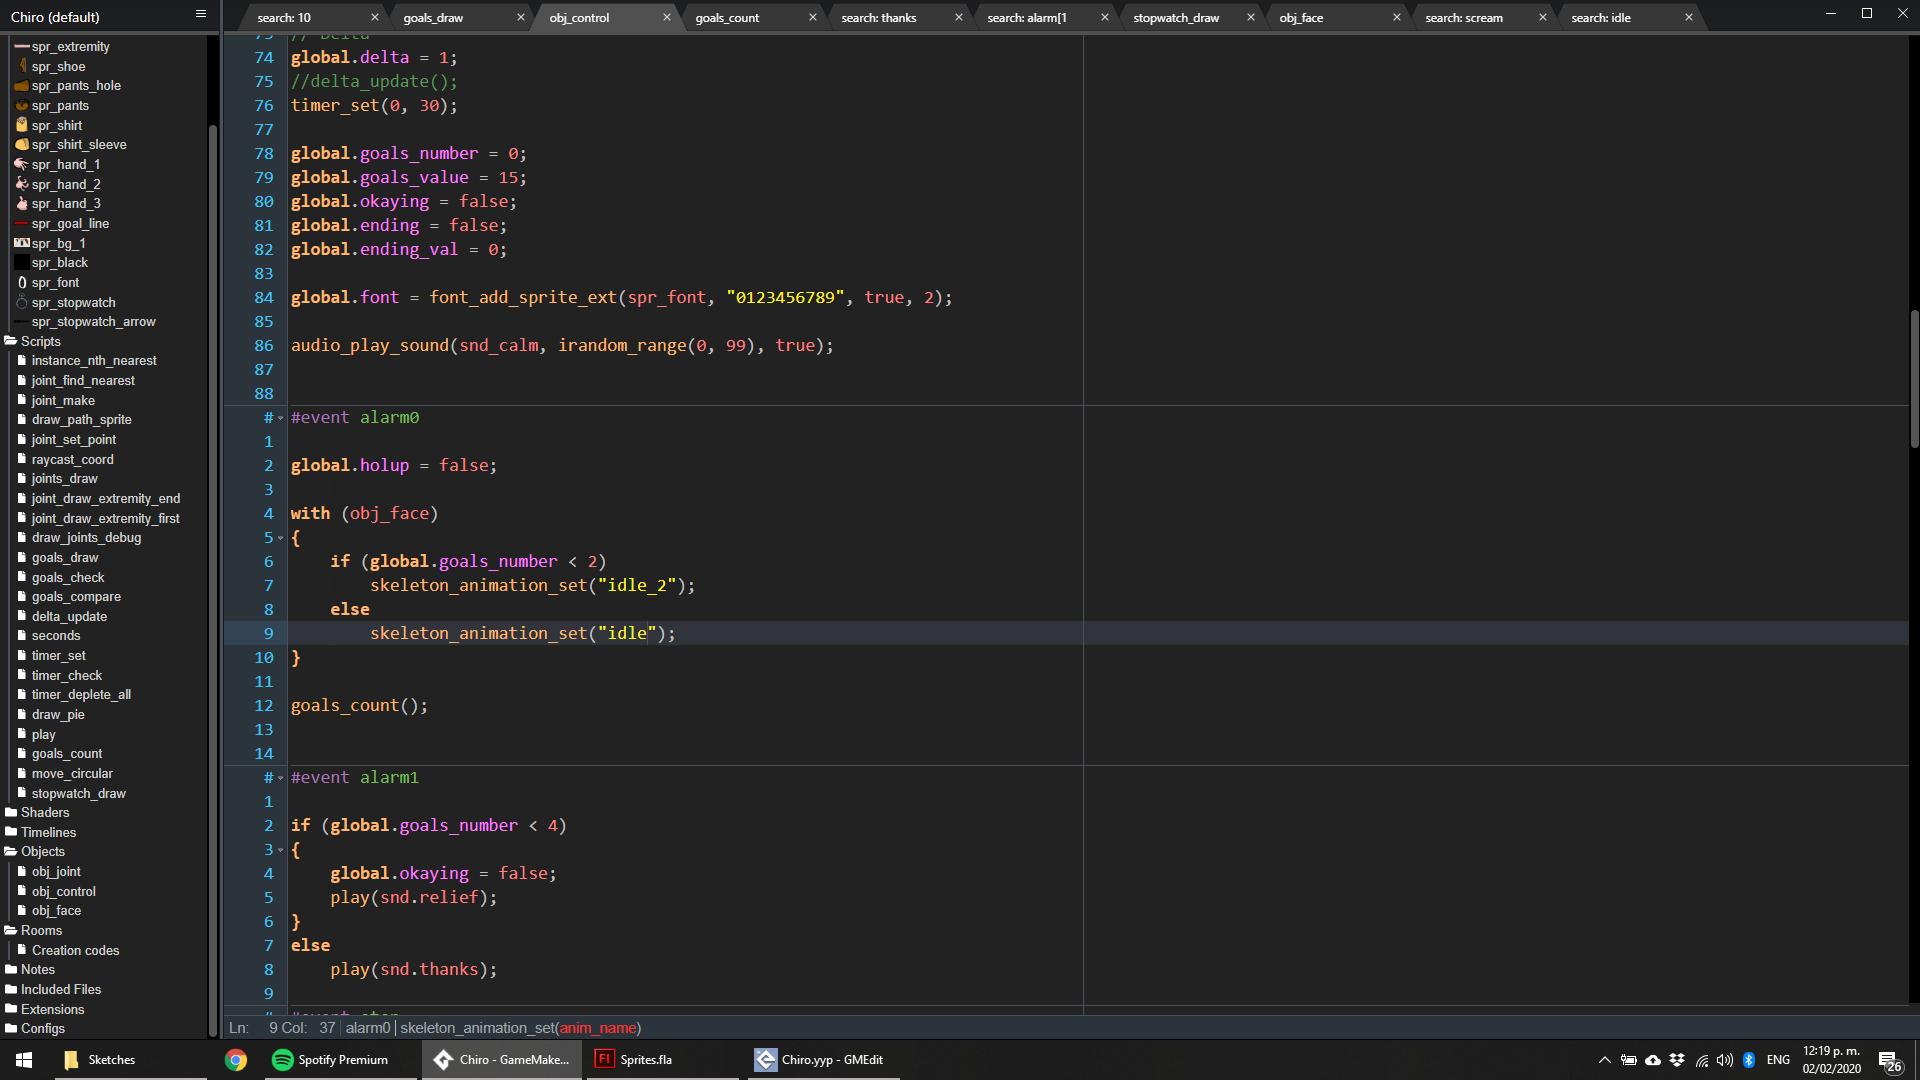 Chiro (default)
search: 10
goals_draw
obj_control
goals_count
search: thanks
search: alarm[1
stopwatch_draw
obj_face
search: scream
search: idle
spr_extremity
spr_shoe
spr_pants_hole
spr_pants
spr_shirt
spr_shirt_sleeve
spr_hand_1
spr_hand_2
spr_hand_3
spr_goal_line
spr_bg_1
spr_black
spr_font
spr_stopwatch
spr_stopwatch_arrow
Scripts
instance_nth_nearest
joint_find_nearest
joint_make
draw_path_sprite
joint_set_point
raycast_coord
joints_draw
joint_draw_extremity_end
joint_draw_extremity_first
draw_joints_debug
goals_draw
goals_check
goals_compare
delta_update
seconds
timer_set
timer_check
timer_deplete_all
draw_pie
play
goals_count
move_circular
stopwatch_draw
Shaders
Timelines
Objects
obj_joint
obj_control
obj_face
Rooms
Creation codes
Notes
Included Files
Extensions
Configs
73 // Delta
74 global.delta = 1;
75 //delta_update();
76 timer_set(0, 30);
77
78 global.goals_number = 0;
79 global.goals_value = 15;
80 global.okaying = false;
81 global.ending = false;
82 global.ending_val = 0;
83
84 global.font = font_add_sprite_ext(spr_font, "0123456789", true, 2);
85
86 audio_play_sound(snd_calm, irandom_range(0, 99), true);
87
88
# #event alarm0
1
2 global.holup = false;
3
4 with (obj_face)
5 {
6 if (global.goals_number < 2)
7 skeleton_animation_set("idle_2");
8 else
9 skeleton_animation_set("idle");
10 }
11
12 goals_count();
13
14
# #event alarm1
1
2 if (global.goals_number < 4)
3 {
4 global.okaying = false;
5 play(snd.relief);
6 }
7 else
8 play(snd.thanks);
9
# #event step
Ln: 9 Col: 37 alarm0 skeleton_animation_set(anim_name)
Sketches
Spotify Premium
Chiro - GameMake...
Sprites.fla
Chiro.yyp - GMEdit
ENG
12:19 p. m.
02/02/2020
26